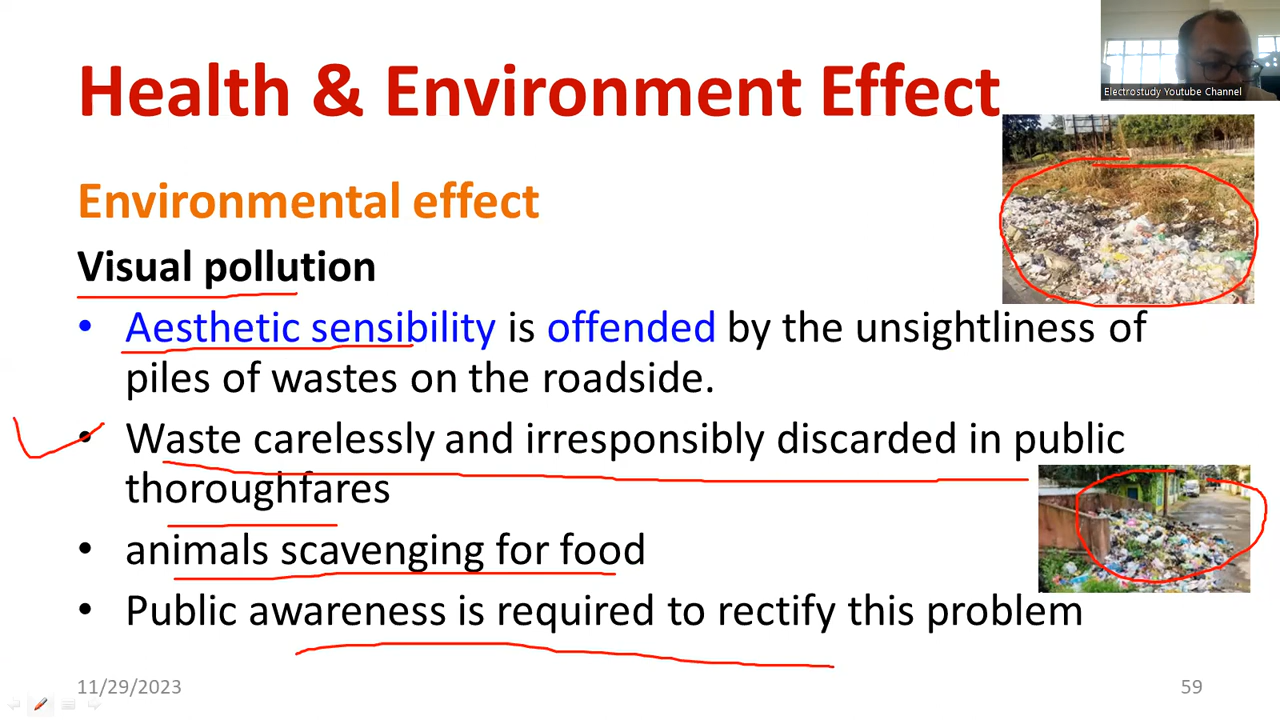 Health & Environment Effect
Electrostudy Youtube Channel
Environmental effect
Visual pollution
• Aesthetic sensibility is offended by the unsightliness of
piles of wastes on the roadside.
• Waste carelessly and irresponsibly discarded in public
thoroughfares
• animals scavenging for food
• Public awareness is required to rectify this problem
11/29/2023
59